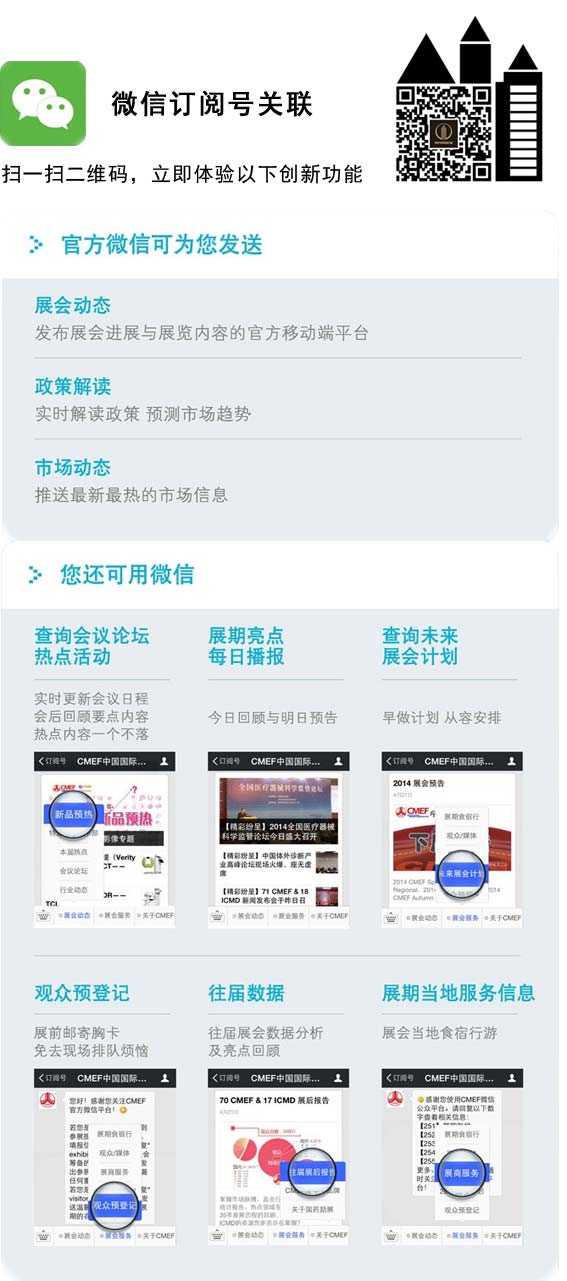 微信订阅号关联
扫一扫二维码，立即体验以下创新功能
官方微信可为您发送
展会动态
发布展会进展与展览内容的官方移动端平台
政策解读
实时解读政策 预测市场趋势
市场动态
推送最新最热的市场信息
您还可用微信
查询会议论坛
热点活动
实时更新会议日程
会后回顾要点内容
热点内容一个不落
展期亮点
每日播报
今日回顾与明日预告
查询未来
展会计划
早做计划 从容安排
订阅号 CMEF中国国际...
CMEF
新品预热
新品预热
影像专题
本届热点
(Verity
会议论坛
行业动态
展会动态 展会服务 关于CMEF
订阅号 CMEF中国国际...
全国医疗器械科学监管论坛
【精彩纷呈】2014全国医疗器械
科学监管论坛今日盛大召开
【精彩纷呈】中国体外诊断产
业高峰论坛现场火爆、座无虚
席
【精彩纷呈】71 CMEF & 18
ICMD 新闻发布会于昨日召
展会动态 展会服务 关于CMEF
订阅号 CMEF中国国际...
2014 展会预告
4月21日
CMEF
展期食宿行
观众/媒体
未来展会计划
2014 CMEF
Regional
2014
CMEF Autumn
展会动态 展会服务 关于CMEF
观众预登记
展前邮寄胸卡
免去现场排队烦恼
往届数据
往届展会数据分析
及亮点回顾
展期当地服务信息
展会当地食宿行游
订阅号 CMEF中国国际...
您好！感谢您关注CMEF
官方微信平台！
展期食宿行
观众/媒体
展商服务
观众预登记
展会动态 展会服务 关于CMEF
订阅号 CMEF中国国际...
70 CMEF & 17 ICMD 展后报告
4月21日
往届展后报告
关于国药励展
展会动态 展会服务 关于CMEF
订阅号 CMEF中国国际...
感谢您使用CMEF微信
公众平台，请回复以下数
字查看相关信息：
展期食宿行
展商服务
观众预登记
展会动态 展会服务 关于CMEF